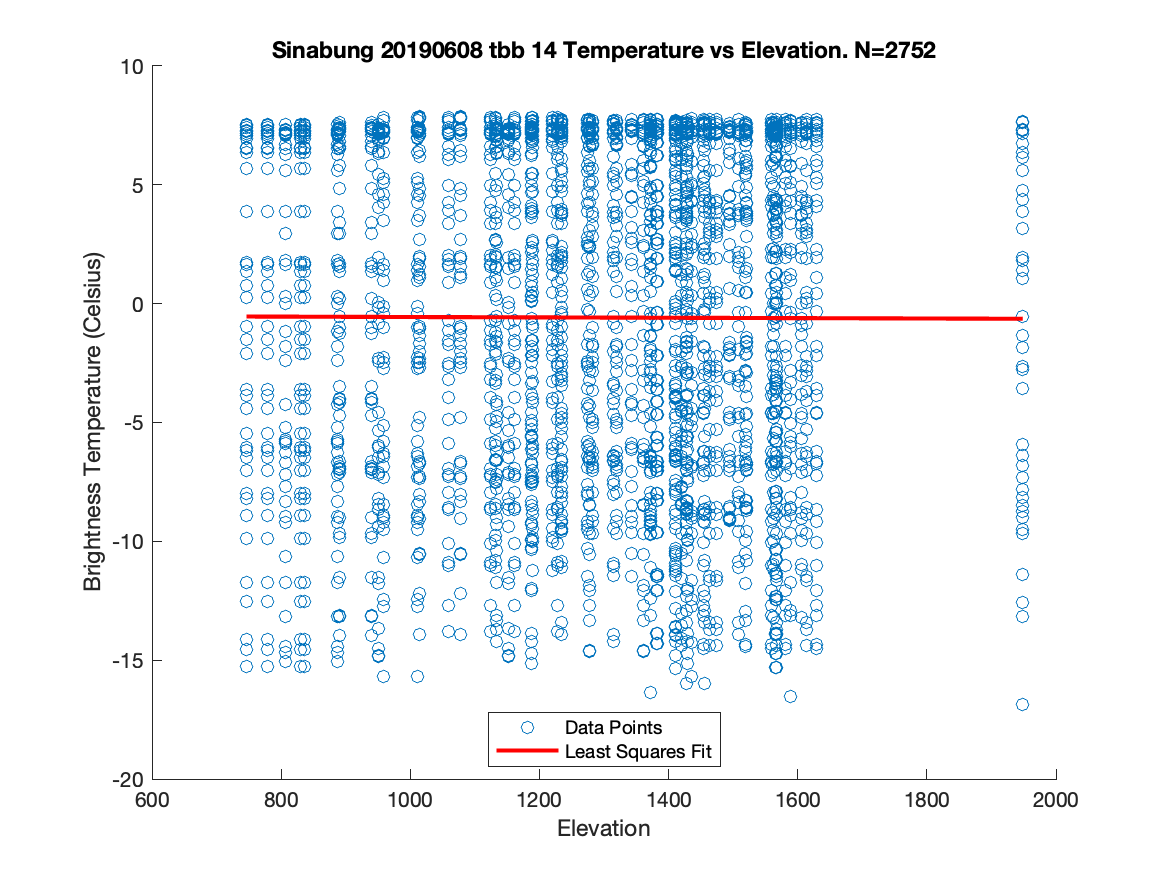 Sinabung 20190608 tbb 14 Temperature vs Elevation. N=2752
Brightness Temperature (Celsius)
10
5
0
-5
-10
-15
-20
Data Points
Least Squares Fit
600 800 1000 1200 1400 1600 1800 2000
Elevation